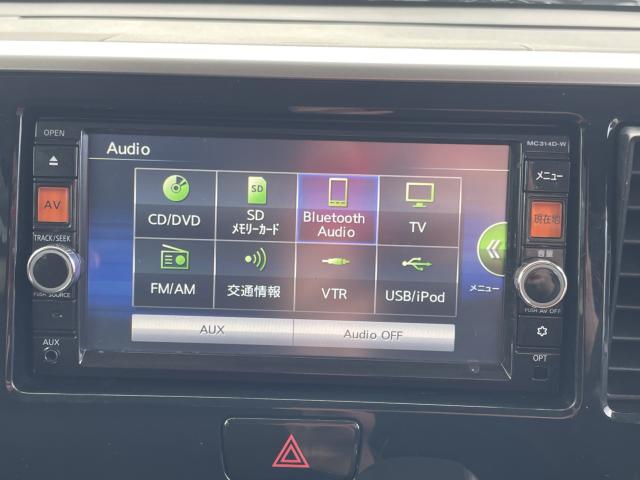 OPEN
MC314D-W
Audio
メニュー
AV
SD
CD/DVD
SD
メモリーカード
Bluetooth
Audio
TV
現在地
TRACK/SEEK
音量
FM/AM
交通情報
VTR
USB/iPod
メニュー
PUSH SOURCE
PUSH AV OFF
AUX
Audio OFF
AUX
OPT